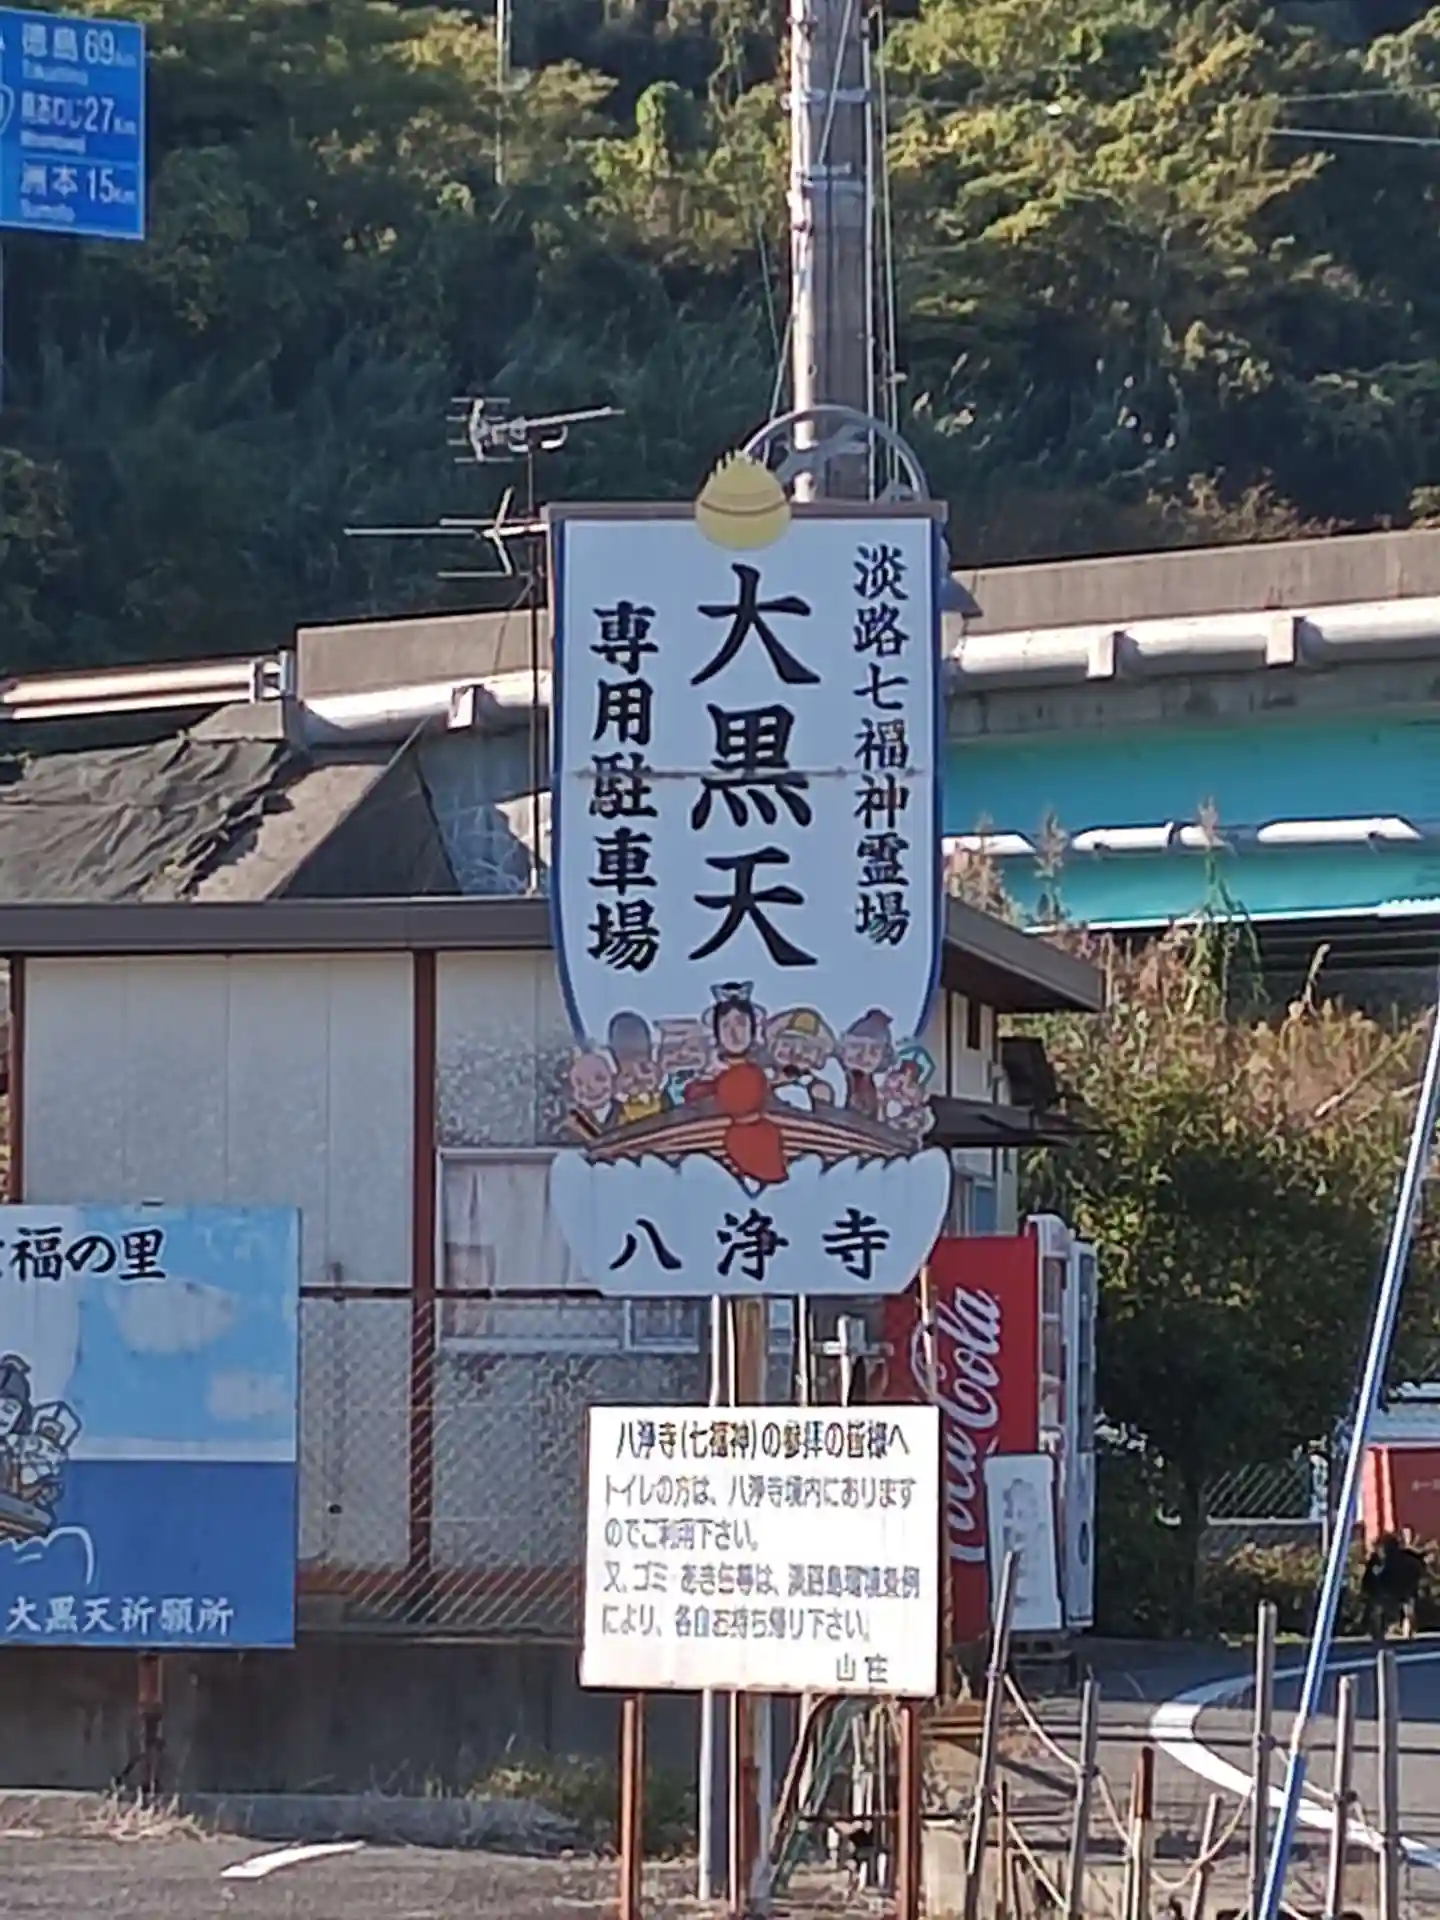 徳島 69km
Tokushima
南あわじ 27km
Minamiawaji
洲本 15km
Sumoto
淡路七福神霊場
大黒天
専用駐車場
八浄寺
福の里
大黒天祈願所
Coca-Cola
八浄寺(七福神)の参拝の皆様へ
トイレの方は、八浄寺境内におります
のでご利用下さい。
又、ゴミ・あき缶等は、淡路島環境条例
により、各自お持ち帰り下さい。
山主